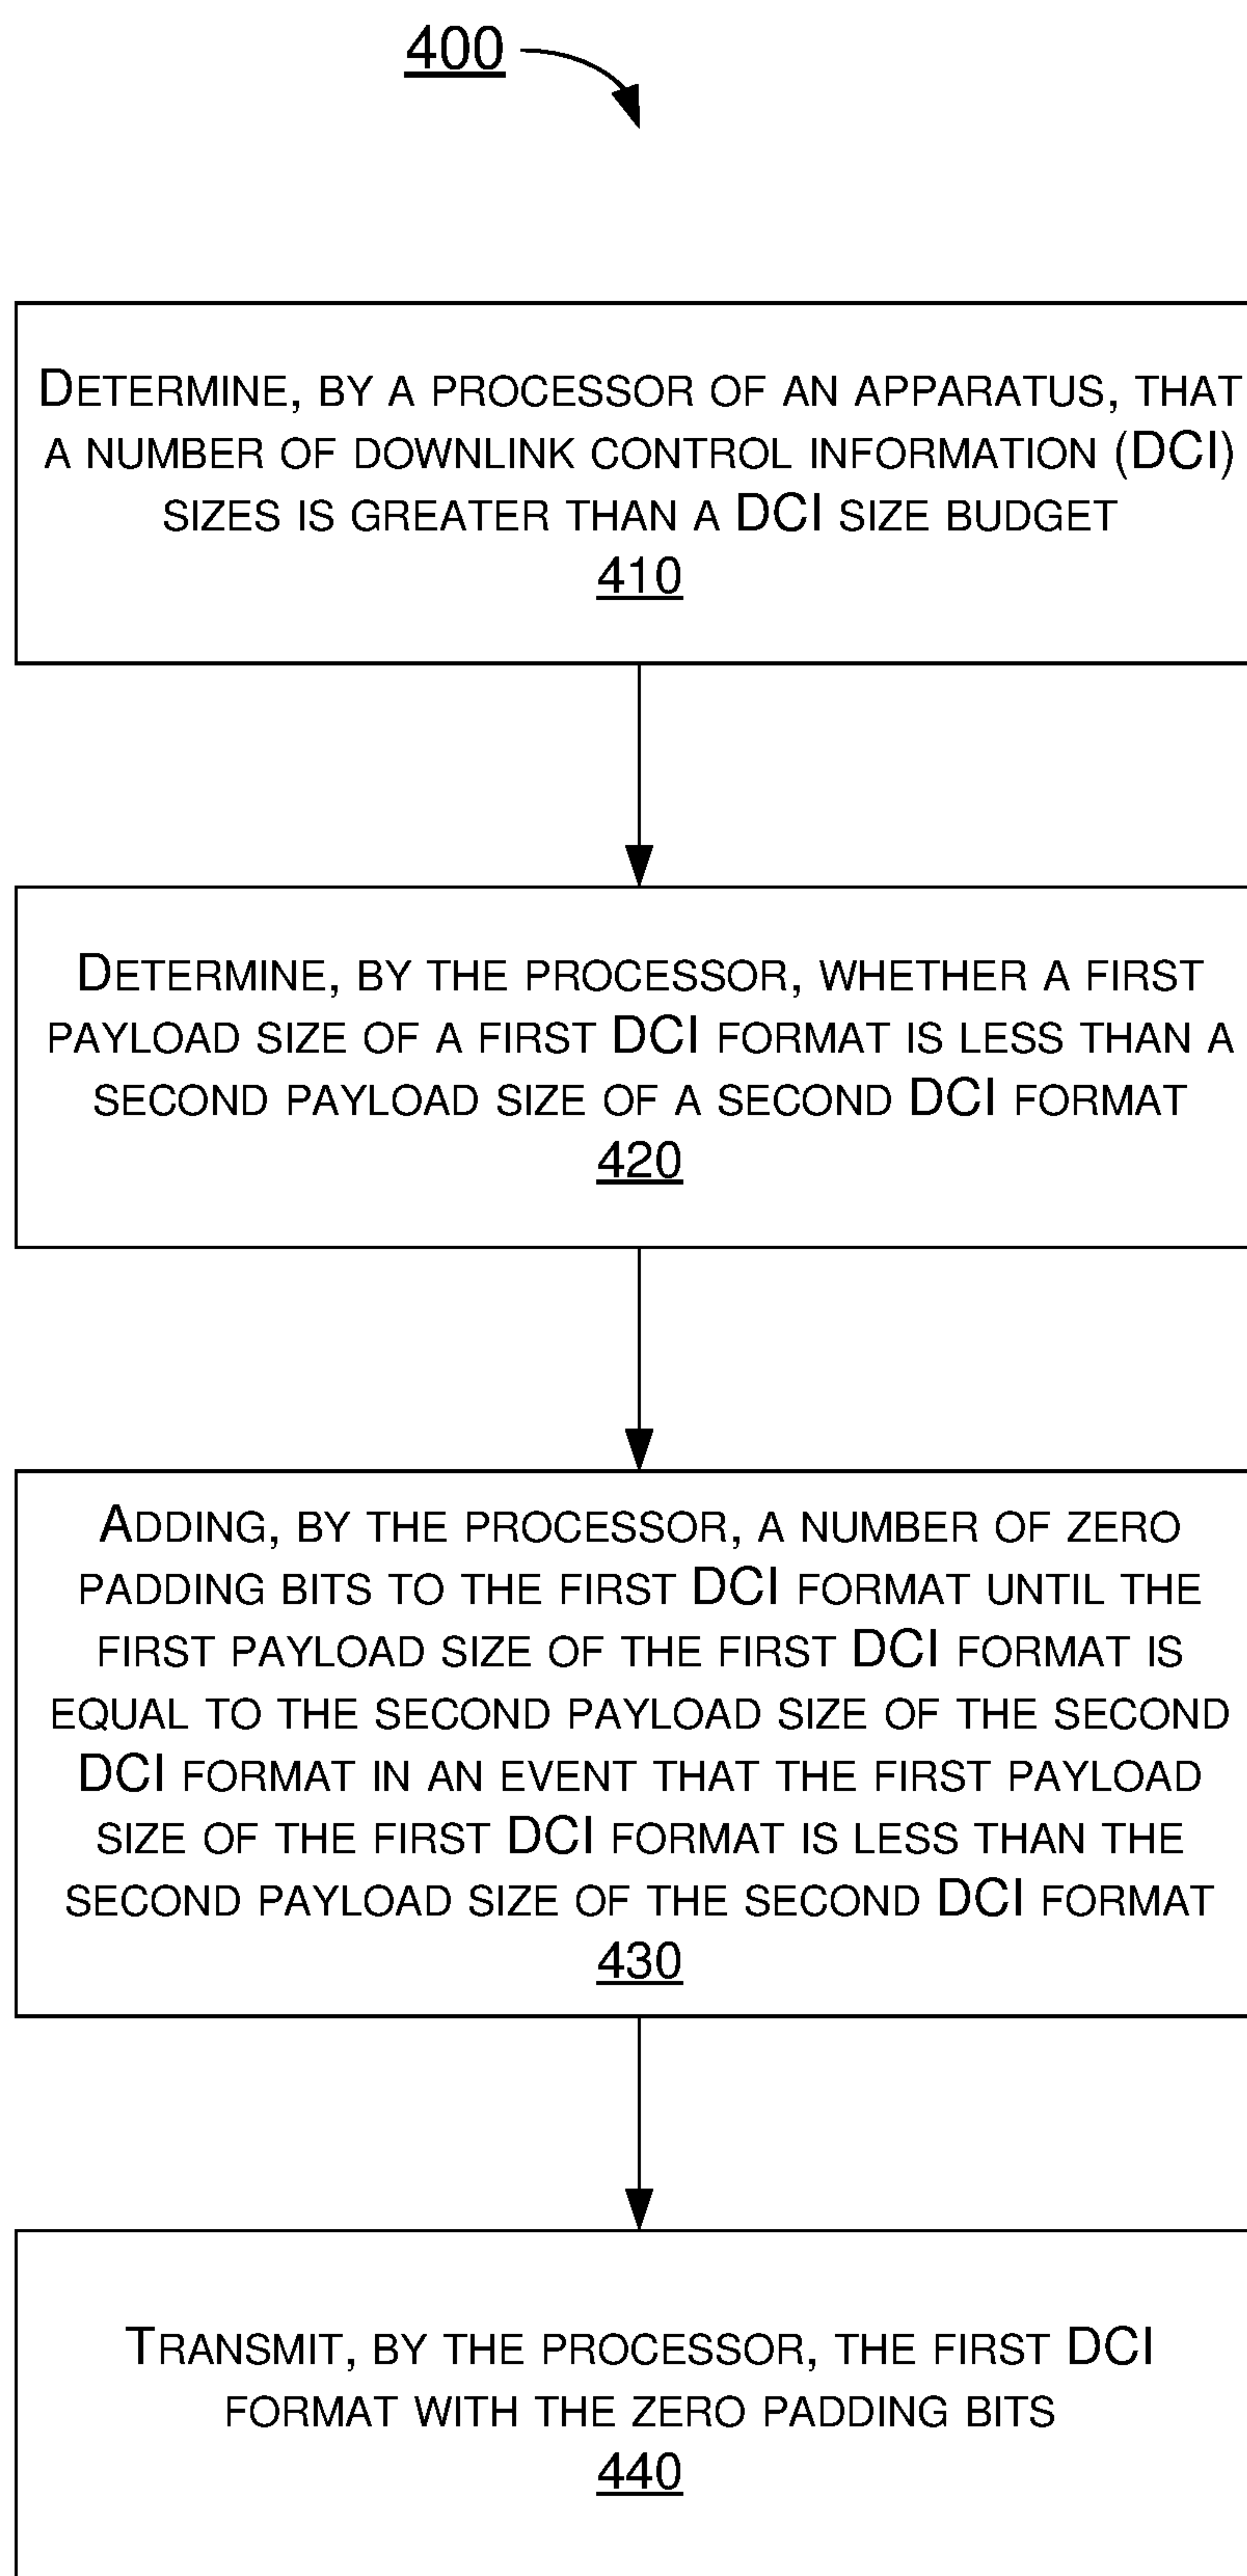 400
DETERMINE, BY A PROCESSOR OF AN APPARATUS, THAT
A NUMBER OF DOWNLINK CONTROL INFORMATION (DCI)
SIZES IS GREATER THAN A DCI SIZE BUDGET
410
DETERMINE, BY THE PROCESSOR, WHETHER A FIRST
PAYLOAD SIZE OF A FIRST DCI FORMAT IS LESS THAN A
SECOND PAYLOAD SIZE OF A SECOND DCI FORMAT
420
ADDING, BY THE PROCESSOR, A NUMBER OF ZERO
PADDING BITS TO THE FIRST DCI FORMAT UNTIL THE
FIRST PAYLOAD SIZE OF THE FIRST DCI FORMAT IS
EQUAL TO THE SECOND PAYLOAD SIZE OF THE SECOND
DCI FORMAT IN AN EVENT THAT THE FIRST PAYLOAD
SIZE OF THE FIRST DCI FORMAT IS LESS THAN THE
SECOND PAYLOAD SIZE OF THE SECOND DCI FORMAT
430
TRANSMIT, BY THE PROCESSOR, THE FIRST DCI
FORMAT WITH THE ZERO PADDING BITS
440